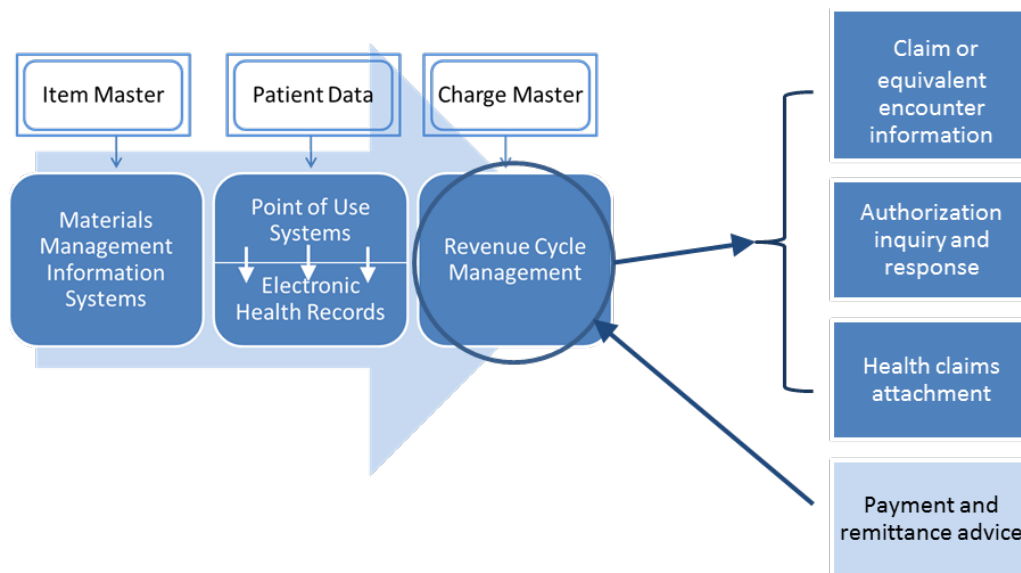 Item Master
Patient Data
Charge Master
Materials
Management
Information
Systems
Point of Use
Systems
Electronic
Health Records
Revenue Cycle
Management
Claim or
equivalent
encounter
information
Authorization
inquiry and
response
Health claims
attachment
Payment and
remittance advice